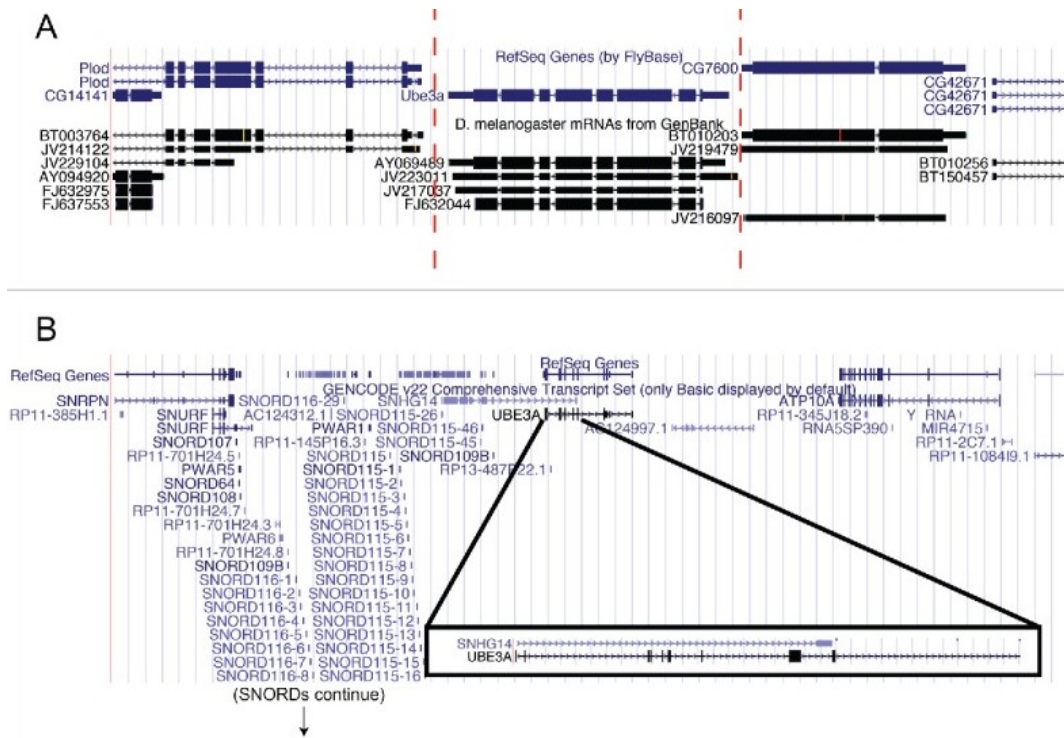 A
RefSeq Genes (by FlyBase)
Plod
CG7600
Plod
CG42671
CG14141
Ube3a
CG42671
CG42671
D. melanogaster mRNAs from GenBank
BT003764
BT010203
JV214122
JV219479
JV229104
AY069489
BT010256
AY094920
JV223011
BT150457
FJ632975
JV217037
FJ637553
FJ632044
JV216097
B
RefSeq Genes
RefSeq Genes
GENCODE v22 Comprehensive Transcript Set (only Basic displayed by default)
SNRPN
SNORD116-29
SNHG14
ATP10A
RP11-385H1.1
SNURF
AC124312.1
SNORD115-26
UBE3A
RP11-345J18.2
Y RNA
SNURF
PWAR1
SNORD115-46
AC124997.1
RNA5SP390
MIR4715
SNORD107
RP11-145P16.3
SNORD115-45
RP11-2C7.1
RP11-701H24.5
SNORD115
SNORD109B
RP11-1084I9.1
PWAR5
SNORD115-1
RP13-487P22.1
SNORD64
SNORD115-2
SNORD108
SNORD115-3
RP11-701H24.7
SNORD115-4
RP11-701H24.3
SNORD115-5
PWAR6
SNORD115-6
RP11-701H24.8
SNORD115-7
SNORD109B
SNORD115-8
SNORD116-1
SNORD115-9
SNORD116-2
SNORD115-10
SNORD116-3
SNORD115-11
SNORD116-4
SNORD115-12
SNORD116-5
SNORD115-13
SNORD116-6
SNORD115-14
SNORD116-7
SNORD115-15
SNORD116-8
SNORD115-16
SNHG14
UBE3A
(SNORDs continue)